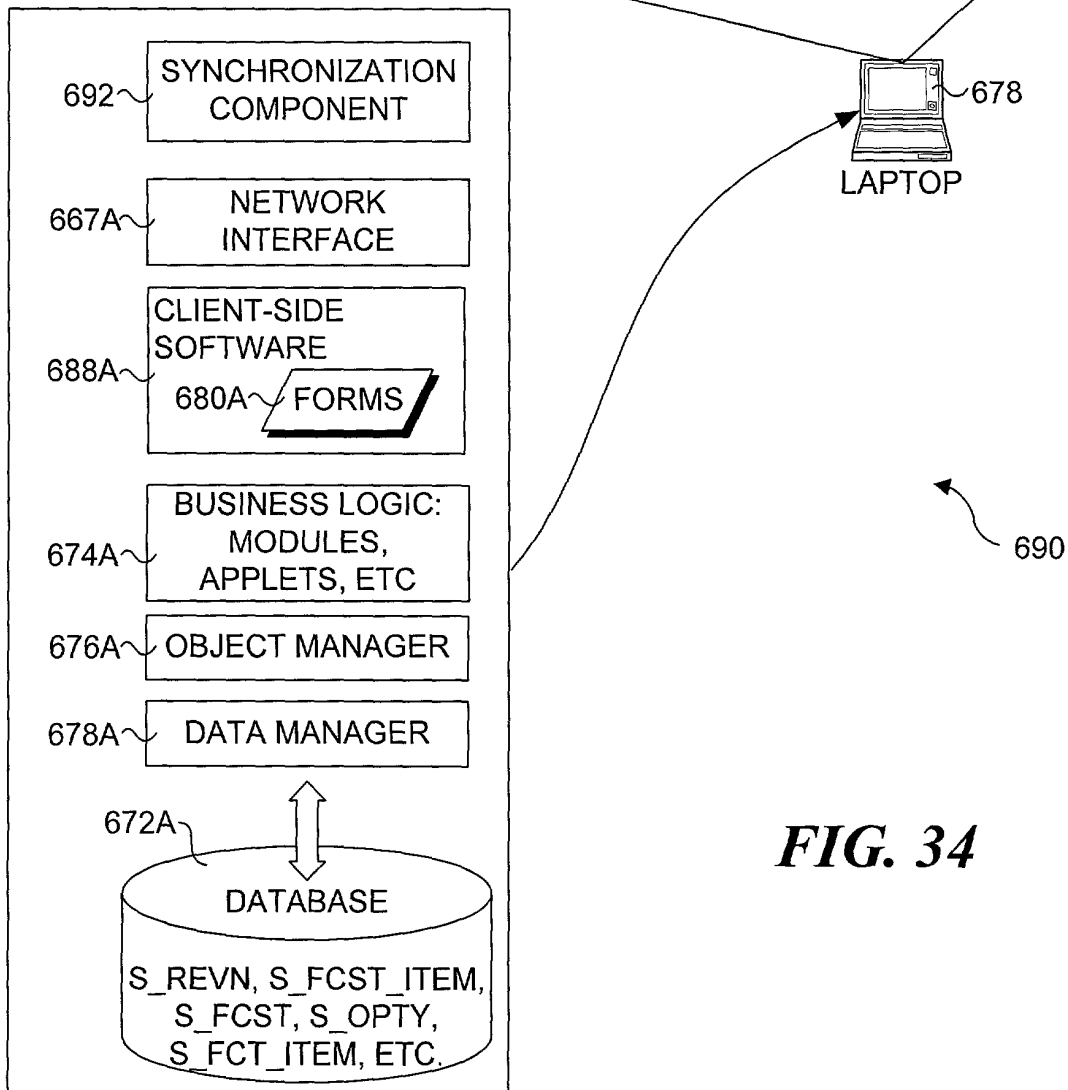 692
SYNCHRONIZATION
COMPONENT
678
LAPTOP
667A
NETWORK
INTERFACE
CLIENT-SIDE
SOFTWARE
688A
680A
FORMS
674A
BUSINESS LOGIC:
MODULES,
APPLETS, ETC
690
676A
OBJECT MANAGER
678A
DATA MANAGER
672A
DATABASE
S_REVN, S_FCST_ITEM,
S_FCST, S_OPTY,
S_FCT_ITEM, ETC.
FIG. 34